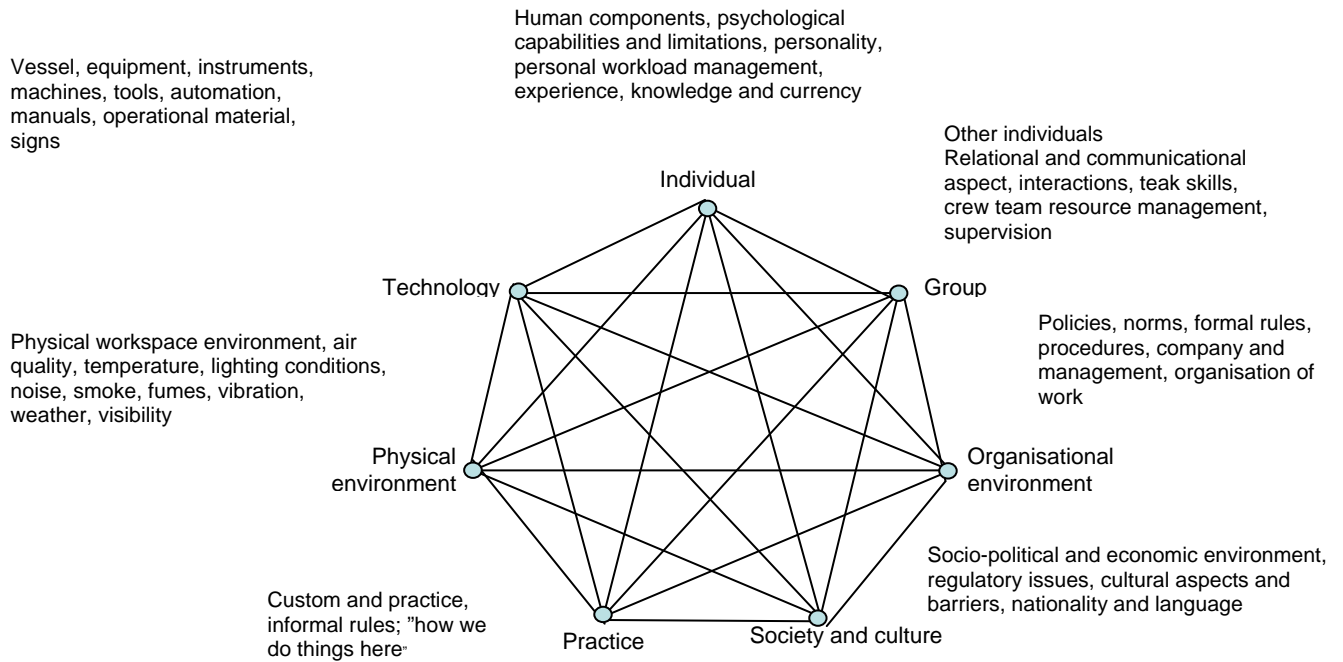 Human components, psychological
capabilities and limitations, personality,
personal workload management,
experience, knowledge and currency
Vessel, equipment, instruments,
machines, tools, automation,
manuals, operational material,
signs
Other individuals
Relational and communicational
aspect, interactions, teak skills,
crew team resource management,
supervision
Individual
Technology
Group
Policies, norms, formal rules,
procedures, company and
management, organisation of
work
Physical workspace environment, air
quality, temperature, lighting conditions,
noise, smoke, fumes, vibration,
weather, visibility
Physical
environment
Organisational
environment
Socio-political and economic environment,
regulatory issues, cultural aspects and
barriers, nationality and language
Custom and practice,
informal rules; ”how we
do things here”
Practice
Society and culture